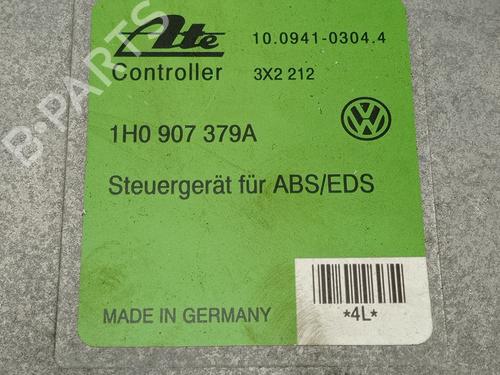 Ate 10.0941-0304.4
Controller 3X2 212
1H0 907 379A
Steuergerät für ABS/EDS
MADE IN GERMANY
*4L*
B-PARTS